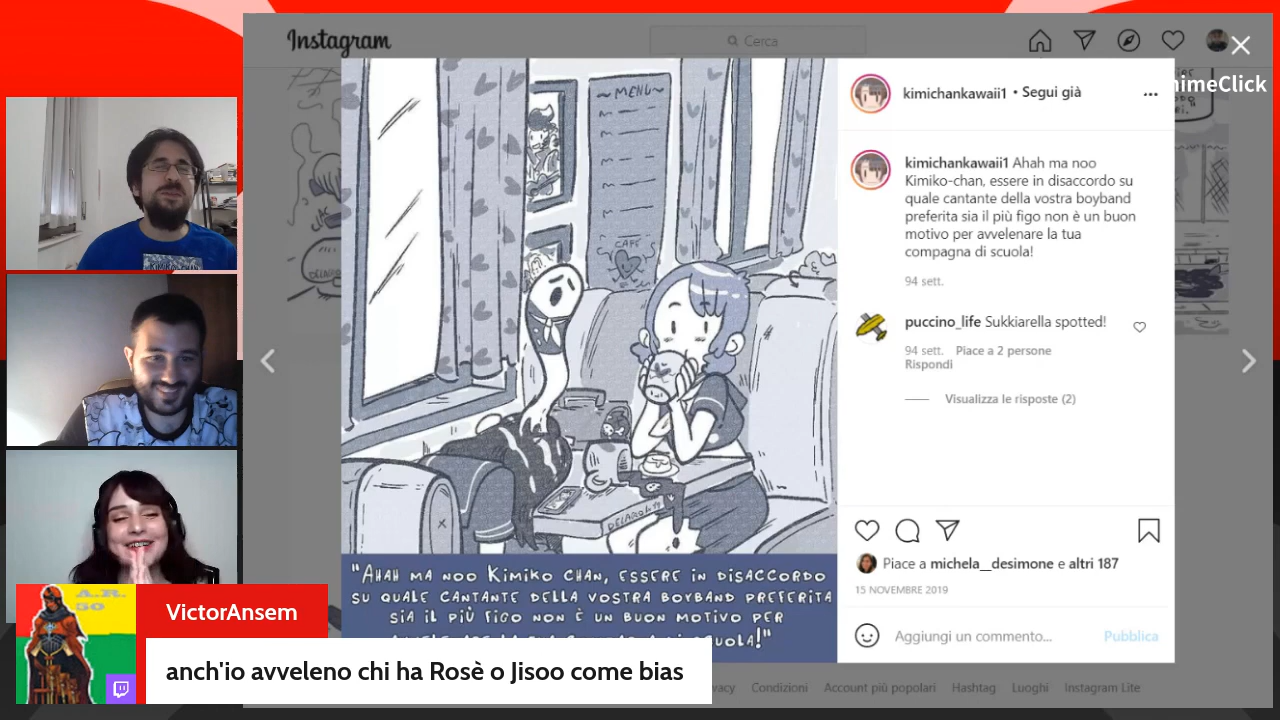 Instagram
Cerca
nimeClick
kimichankawaii1 • Segui già
kimichankawaii1 Ahah ma noo
Kimiko-chan, essere in disaccordo su
quale cantante della vostra boyband
preferita sia il più figo non è un buon
motivo per avvelenare la tua
compagna di scuola!
94 sett.
puccino_life Sukkiarella spotted!
94 sett. Piace a 2 persone
Rispondi
Visualizza le risposte (2)
Piace a michela__desimone e altri 187
15 NOVEMBRE 2019
Aggiungi un commento... Pubblica
~MENU~
CAFÈ
DELAROLI
"AHAH MA NOO KIMIKO CHAN, ESSERE IN DISACCORDO
SU QUALE CANTANTE DELLA VOSTRA BOYBAND PREFERITA
SIA IL PIÙ FIGO NON È UN BUON MOTIVO PER
A.R.
50
VictorAnsem
anch'io avveleno chi ha Rosè o Jisoo come bias
Condizioni Account più popolari Hashtag Luoghi Instagram Lite